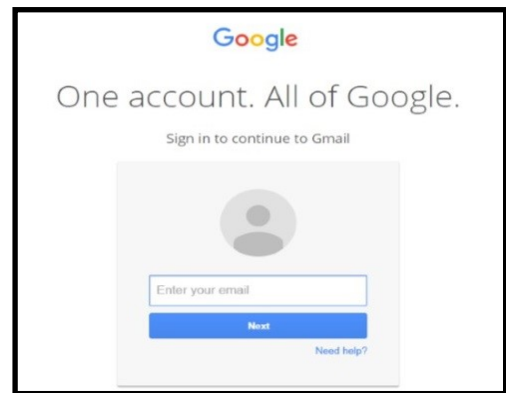 Google
One account. All of Google.
Sign in to continue to Gmail
Enter your email
Next
Need help?